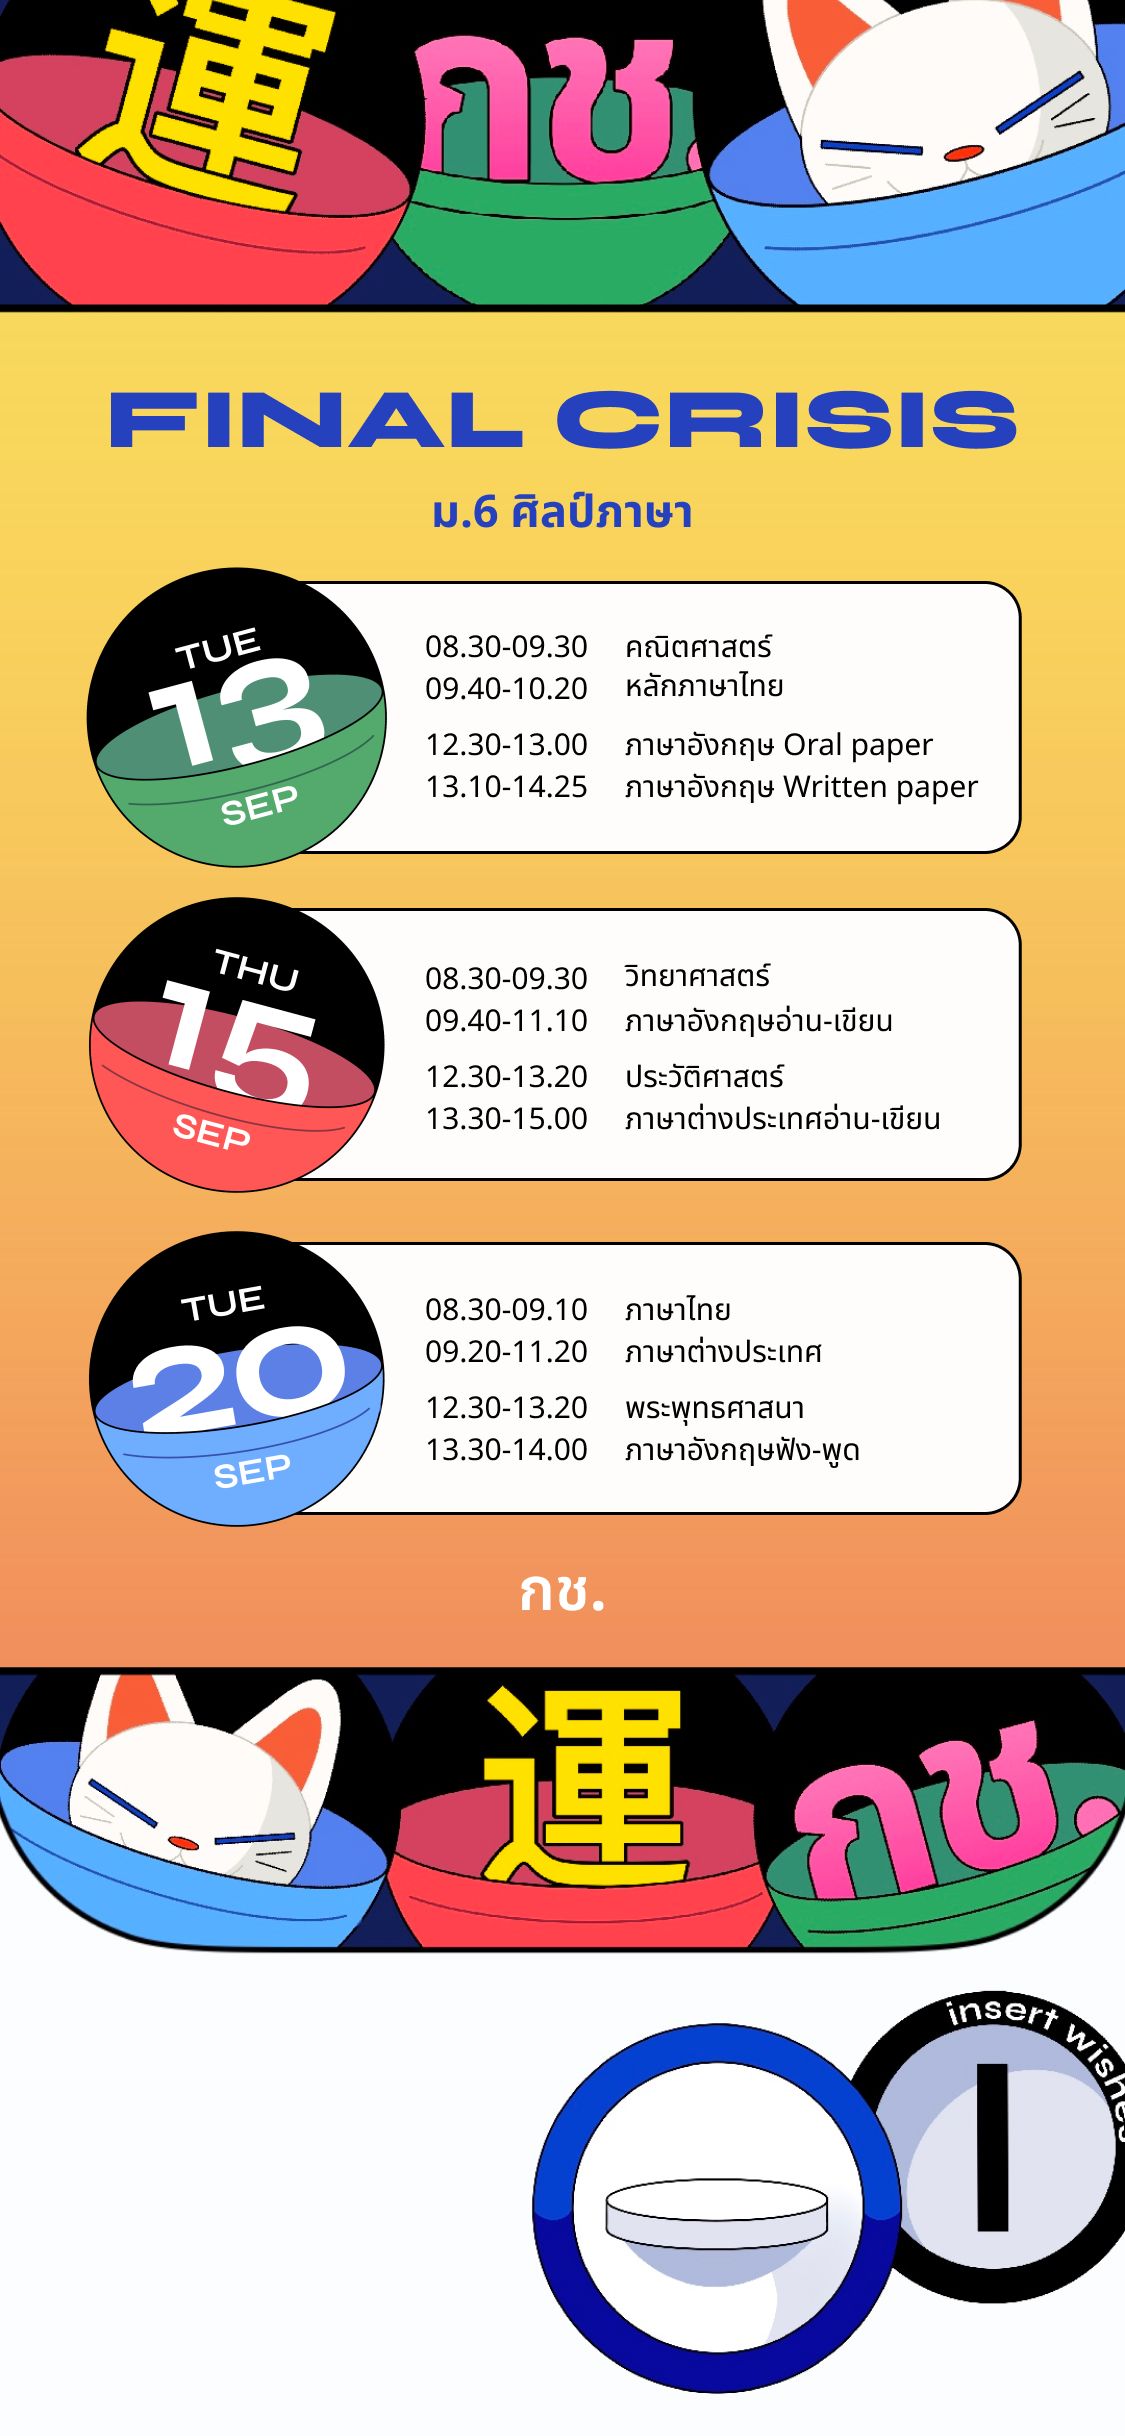 運 กช.
FINAL CRISIS
ม.6 ศิลป์ภาษา
TUE
13
SEP
08.30-09.30 คณิตศาสตร์
09.40-10.20 หลักภาษาไทย
12.30-13.00 ภาษาอังกฤษ Oral paper
13.10-14.25 ภาษาอังกฤษ Written paper
THU
15
SEP
08.30-09.30 วิทยาศาสตร์
09.40-11.10 ภาษาอังกฤษอ่าน-เขียน
12.30-13.20 ประวัติศาสตร์
13.30-15.00 ภาษาต่างประเทศอ่าน-เขียน
TUE
20
SEP
08.30-09.10 ภาษาไทย
09.20-11.20 ภาษาต่างประเทศ
12.30-13.20 พระพุทธศาสนา
13.30-14.00 ภาษาอังกฤษฟัง-พูด
กช.
運 กช.
insert wishes